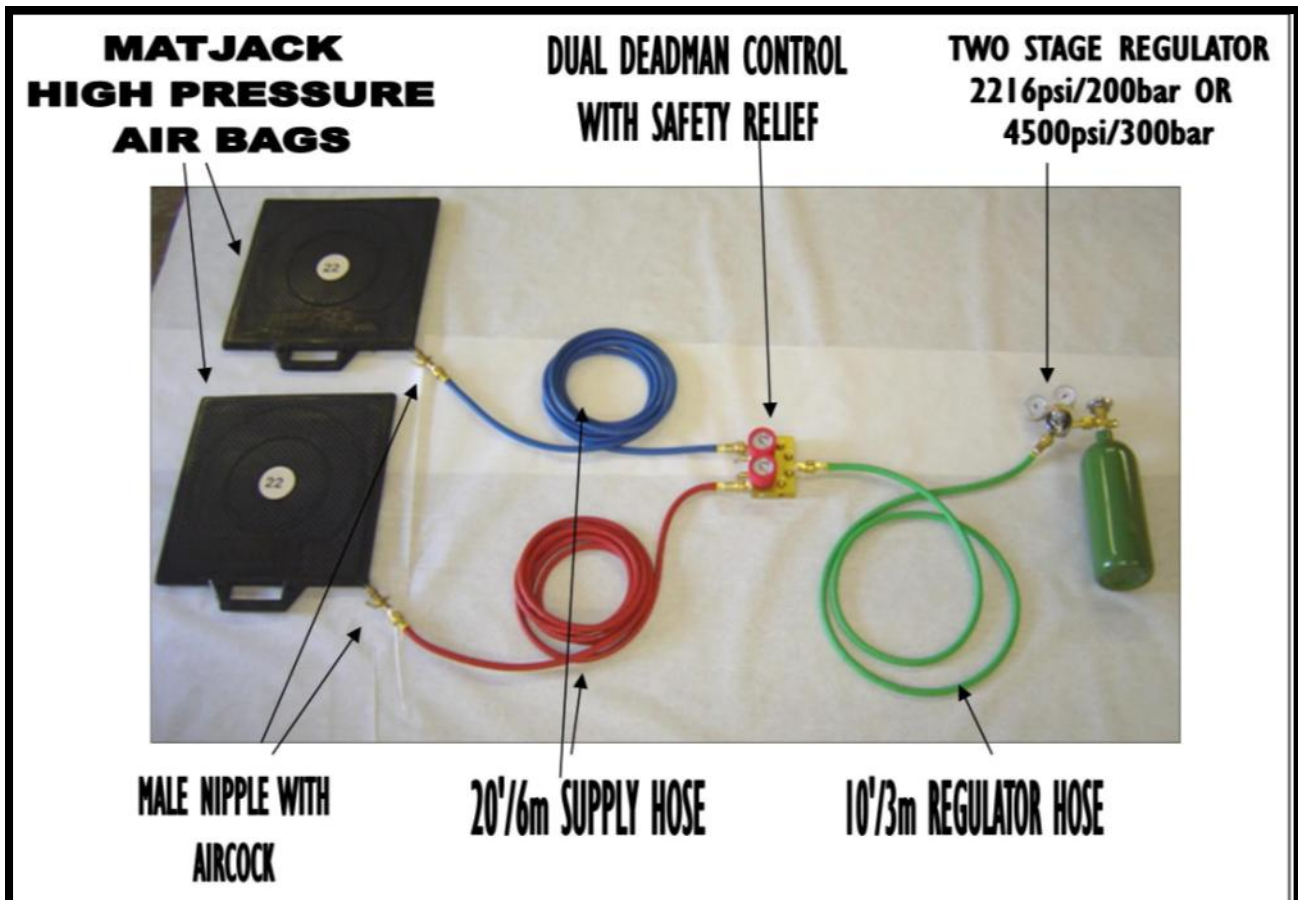 MATJACK
HIGH PRESSURE
AIR BAGS
DUAL DEADMAN CONTROL
WITH SAFETY RELIEF
TWO STAGE REGULATOR
2216psi/200bar OR
4500psi/300bar
22
22
MALE NIPPLE WITH
AIRCOCK
20'/6m SUPPLY HOSE
10'/3m REGULATOR HOSE